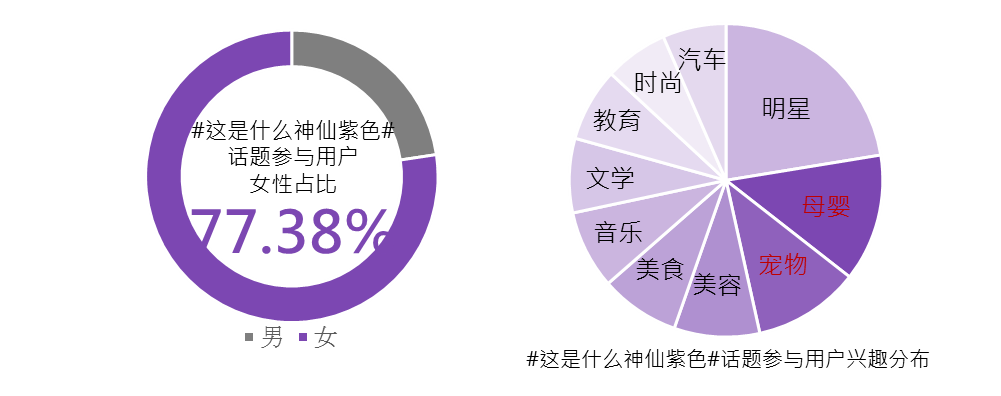 #这是什么神仙紫色#
话题参与用户
女性占比
77.38%
男 女
明星
母婴
宠物
美容
美食
音乐
文学
教育
时尚
汽车
#这是什么神仙紫色#话题参与用户兴趣分布